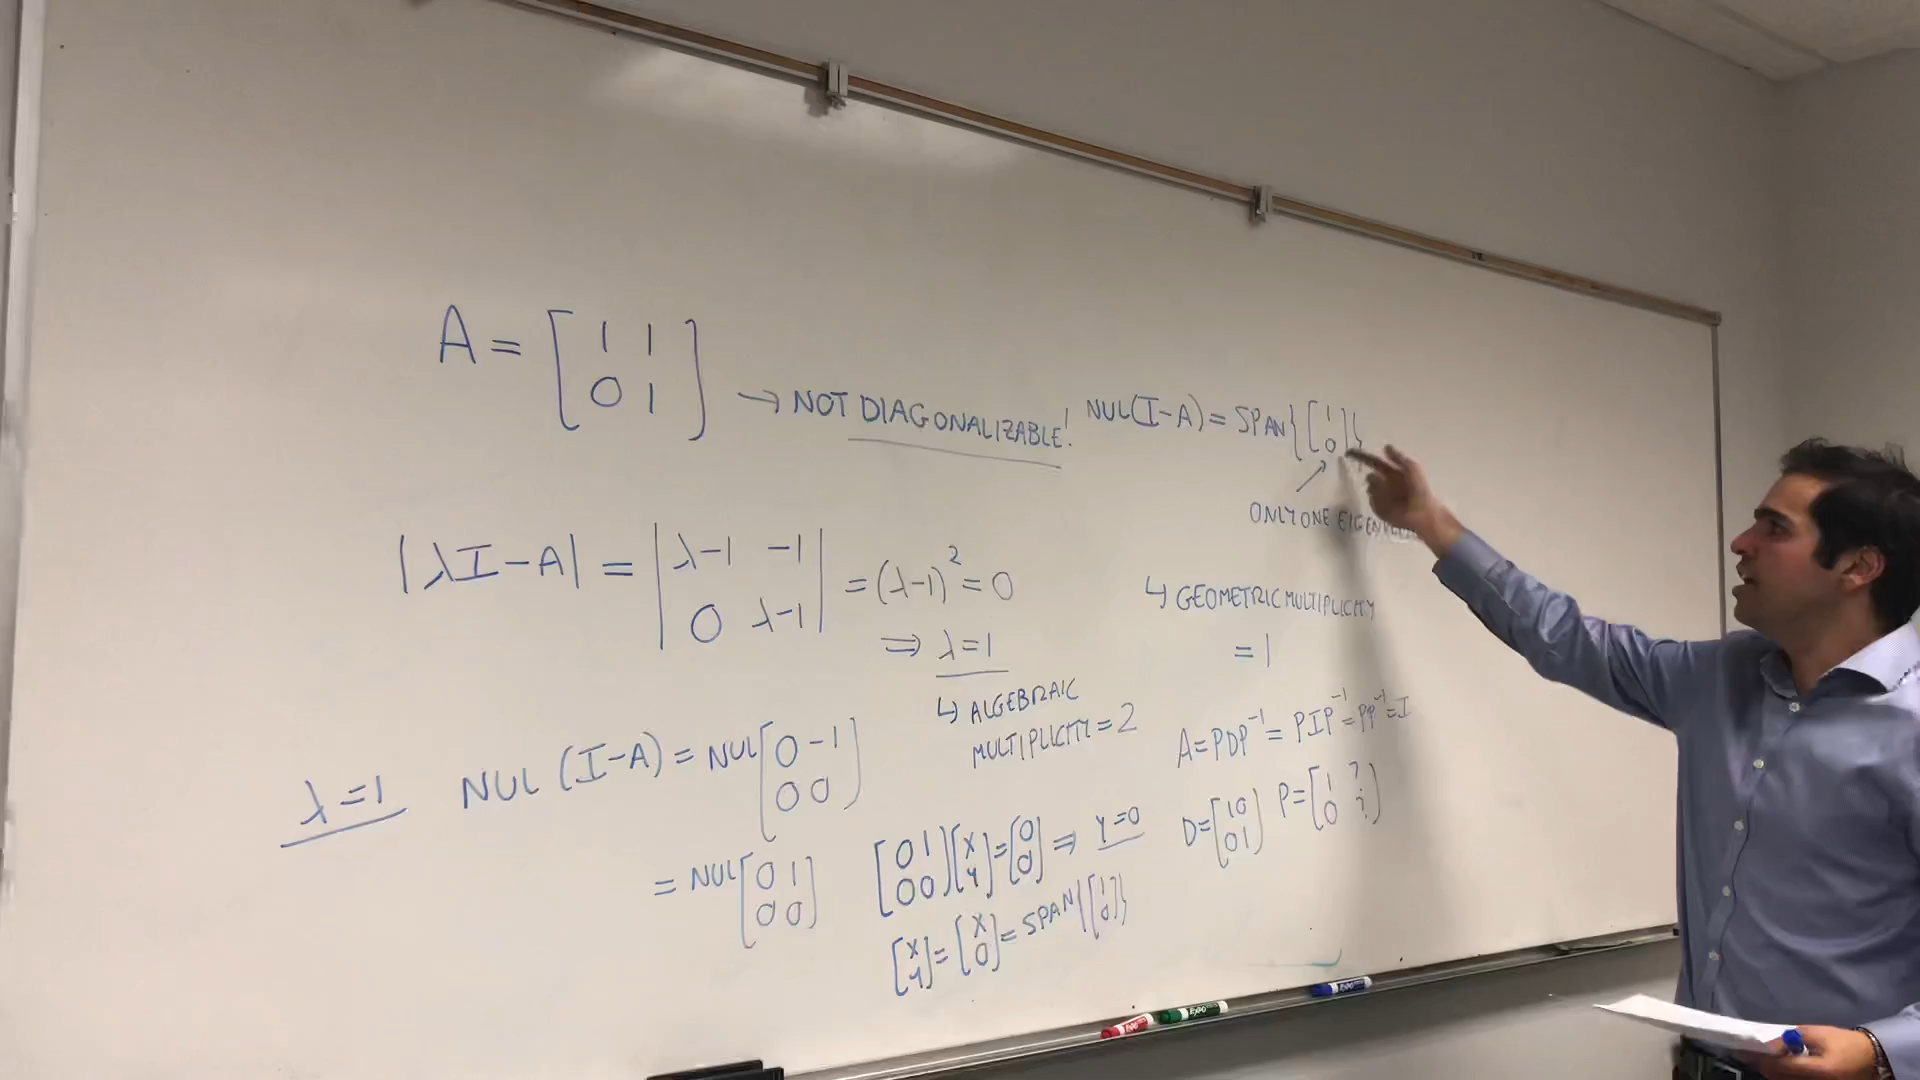 A = [1 1
0 1] → NOT DIAGONALIZABLE!
|λI-A| = |λ-1 -1
0 λ-1| = (λ-1)² = 0
⇒ λ=1
↳ ALGEBRAIC
MULTIPLICITY = 2
λ=1 NUL (I-A) = NUL [0 -1
0 0]
= NUL [0 1
0 0]
[0 1
0 0] [x
y] = [0
0] ⇒ y=0
[x
y] = [x
0] = SPAN{[1
0]}
NUL(I-A) = SPAN{[1
0]}
ONLY ONE
↳ GEOMETRIC MULTIPLICITY
= 1
A=PDP⁻¹ = PIP⁻¹ = PP⁻¹ = I
D=[1 0
0 1] P=[1 ?
0 ?]
EXPO
EXPO